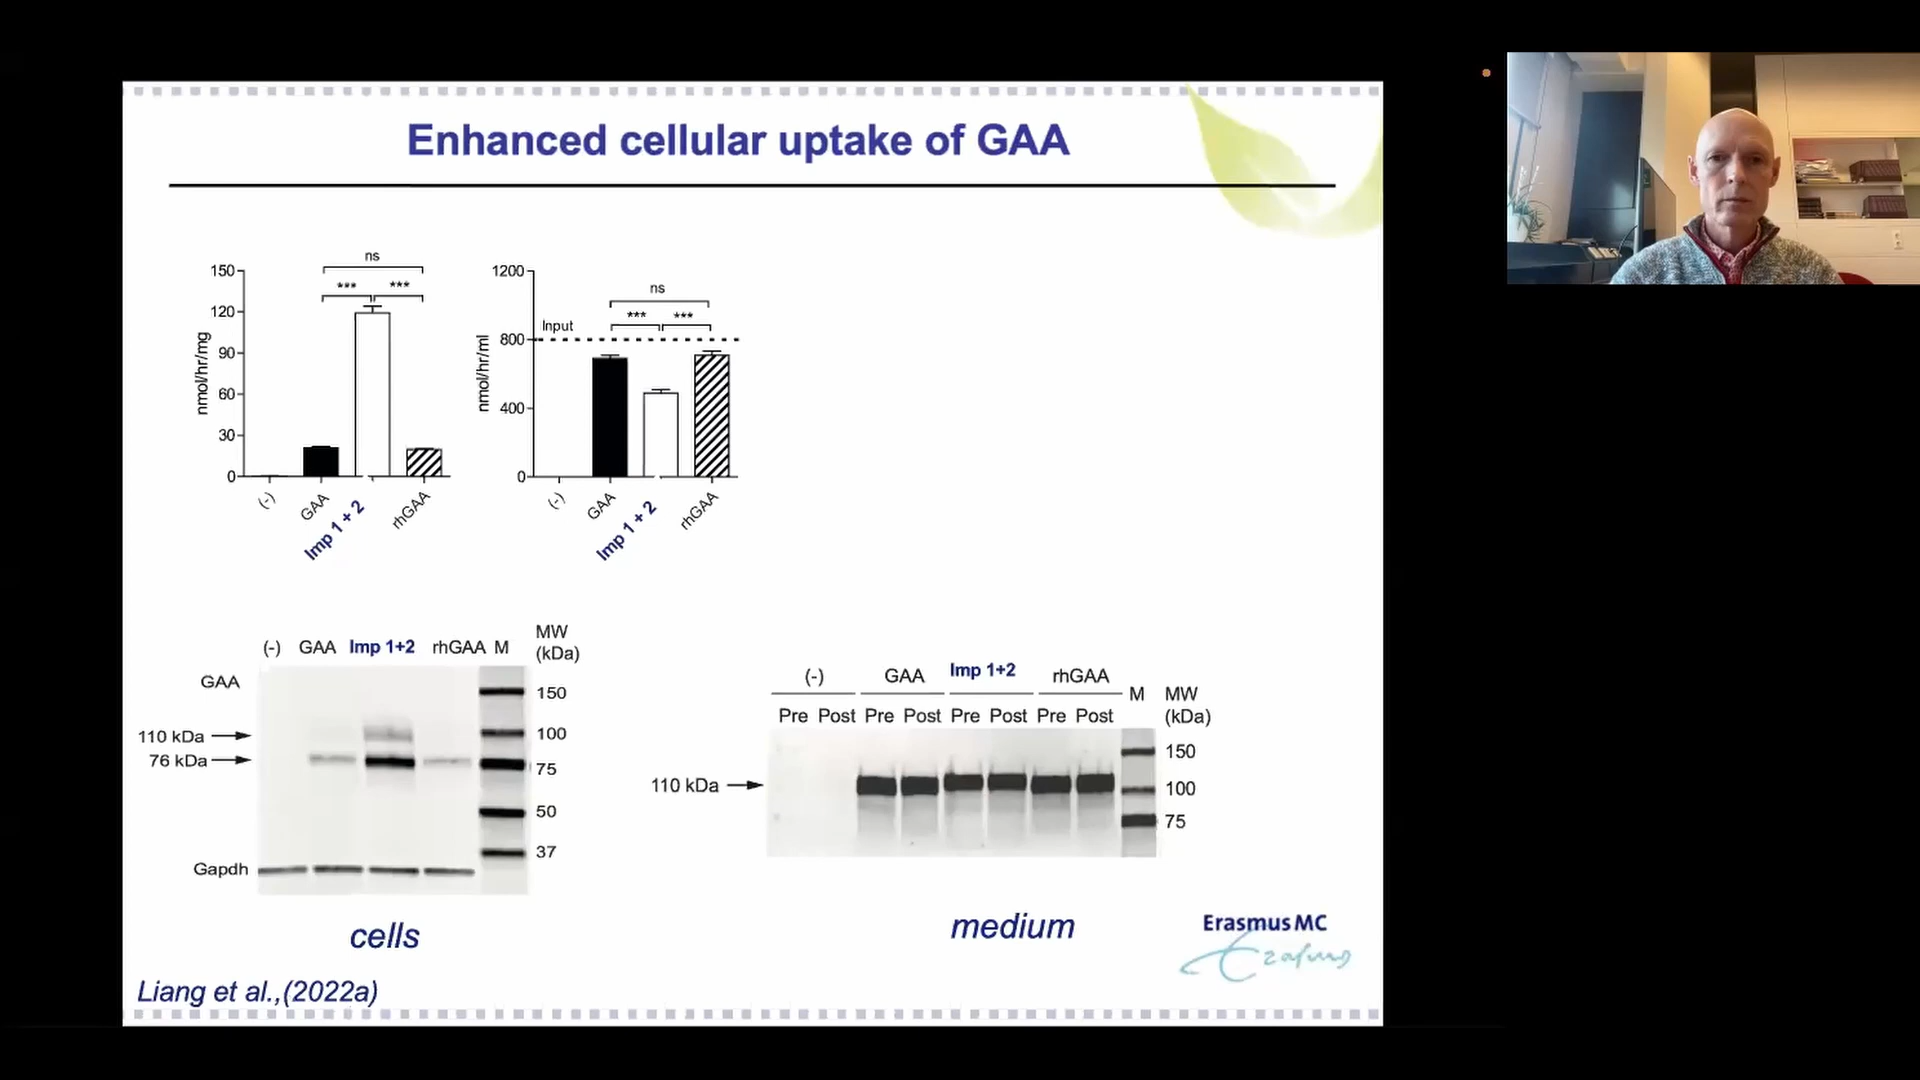 Enhanced cellular uptake of GAA
ns
*** ***
150
120
90
60
30
0
nmol/hr/mg
(-)
GAA
Imp 1 + 2
rhGAA
ns
*** ***
Input
1200
800
400
0
nmol/hr/ml
(-)
GAA
Imp 1 + 2
rhGAA
(-) GAA Imp 1+2 rhGAA M MW (kDa)
GAA
110 kDa
76 kDa
Gapdh
150
100
75
50
37
cells
(-) GAA Imp 1+2 rhGAA M MW (kDa)
Pre Post Pre Post Pre Post Pre Post
110 kDa
150
100
75
medium
Erasmus MC
Erasmus
Liang et al.,(2022a)